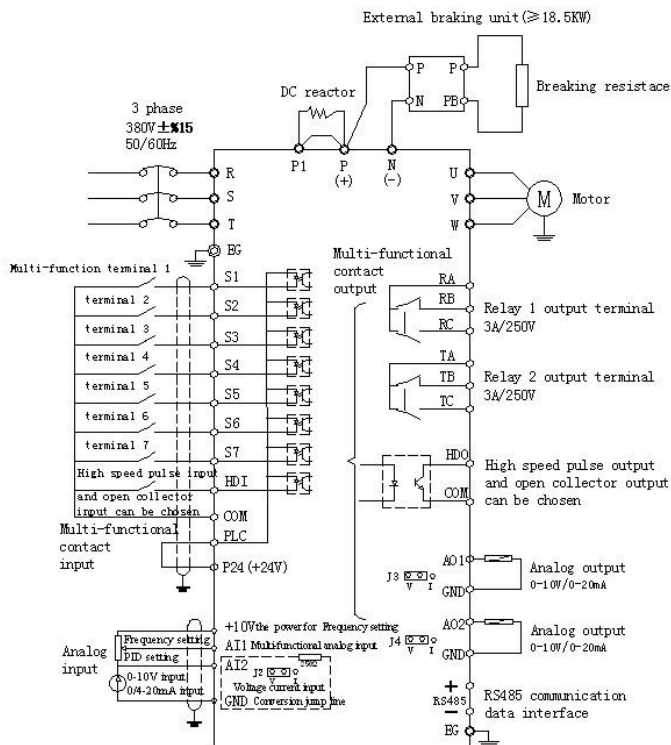 External braking unit(≥18.5KW)
P P
N PB
Breaking resistace
DC reactor
3 phase
380V±%15
50/60Hz
P1 P (+) N (-)
R
S
T
EG
U
V
W
M
Motor
Multi-function terminal 1
terminal 2
terminal 3
terminal 4
terminal 5
terminal 6
terminal 7
High speed pulse input
and open collector
input can be chosen
Multi-functional
contact
input
S1
S2
S3
S4
S5
S6
S7
HDI
COM
PLC
P24(+24V)
Multi-functional
contact
output
RA
RB
RC
Relay 1 output terminal
3A/250V
TA
TB
TC
Relay 2 output terminal
3A/250V
HDO
COM
High speed pulse output
and open collector output
can be chosen
AO1
J3
V I
GND
Analog output
0-10V/0-20mA
AO2
J4
V I
GND
Analog output
0-10V/0-20mA
+
RS485
−
RS485 communication
data interface
EG
Analog
input
Frequency setting
PID setting
0-10V input
0/4-20mA input
+10V the power for Frequency setting
AI1 Multi-functional analog input
AI2
J2
V I
Voltage current input
GND Conversion jump line